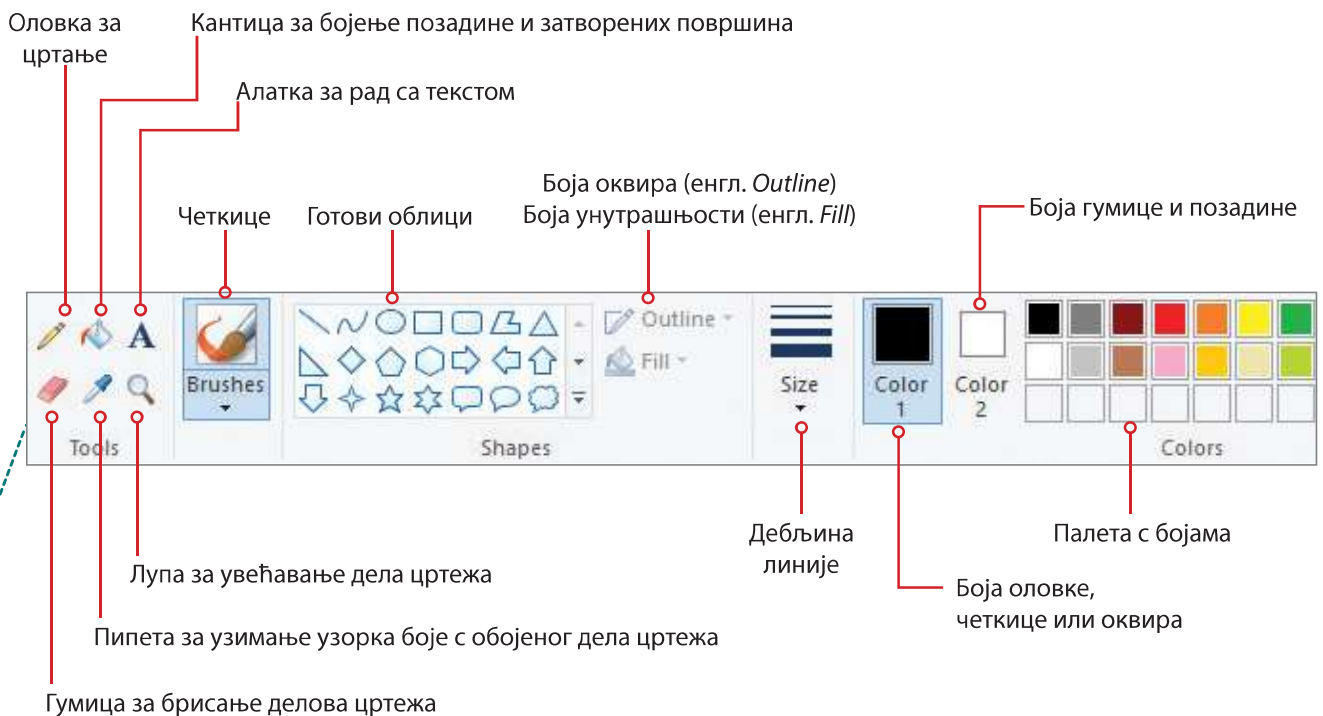 Оловка за
цртање
Кантица за бојење позадине и затворених површина
Алатка за рад са текстом
Четкице
Готови облици
Боја оквира (енгл. Outline)
Боја унутрашњости (енгл. Fill)
Боја гумице и позадине
A
Outline
Fill
Brushes
Size
Color
1
Color
2
Tools
Shapes
Colors
Дебљина
линије
Палета с бојама
Лупа за увећавање дела цртежа
Боја оловке,
четкице или оквира
Пипета за узимање узорка боје с обојеног дела цртежа
Гумица за брисање делова цртежа